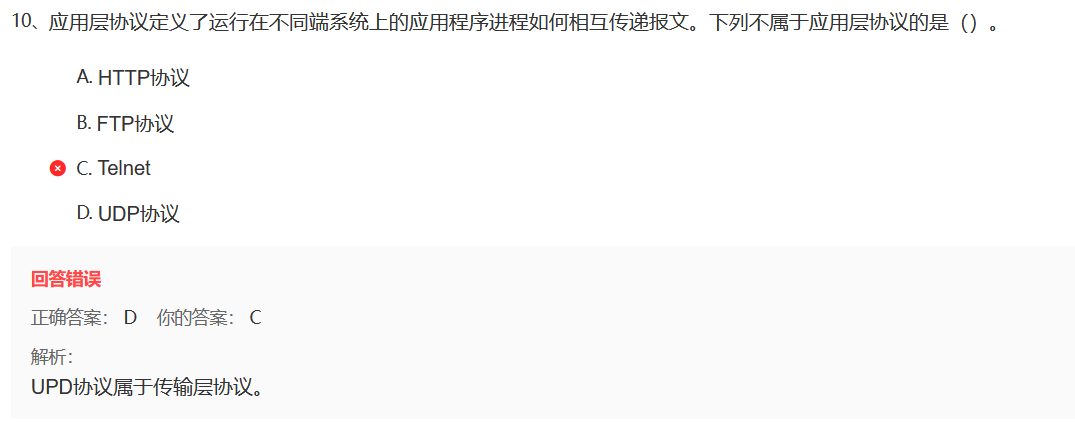 10、应用层协议定义了运行在不同端系统上的应用程序进程如何相互传递报文。下列不属于应用层协议的是（）。
A. HTTP协议
B. FTP协议
C. Telnet
D. UDP协议
回答错误
正确答案： D 你的答案： C
解析：
UPD协议属于传输层协议。